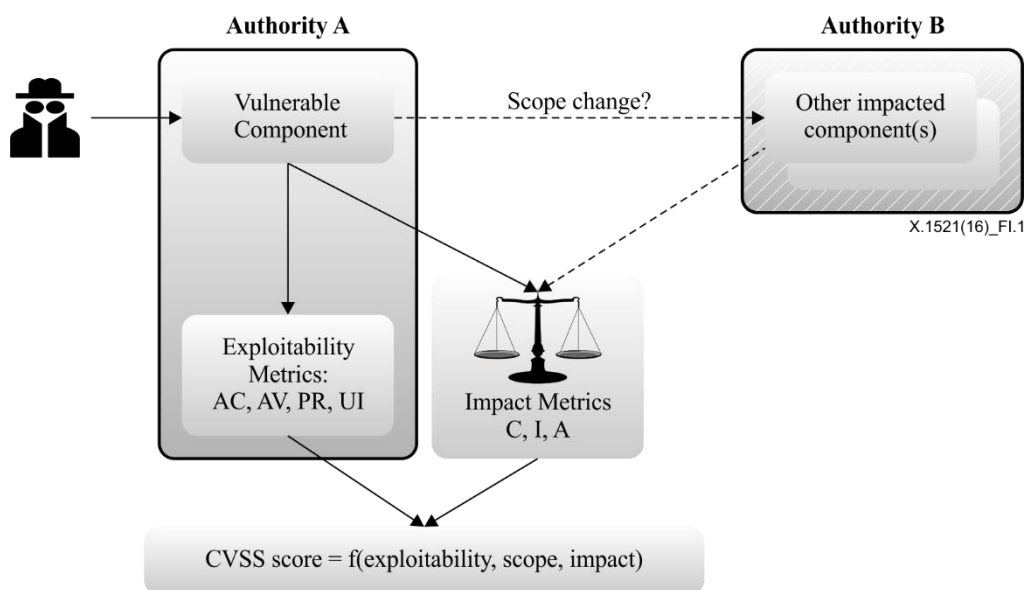 Authority A
Authority B
Vulnerable
Component
Scope change?
Other impacted
component(s)
X.1521(16)_FI.1
Exploitability
Metrics:
AC, AV, PR, UI
Impact Metrics
C, I, A
CVSS score = f(exploitability, scope, impact)